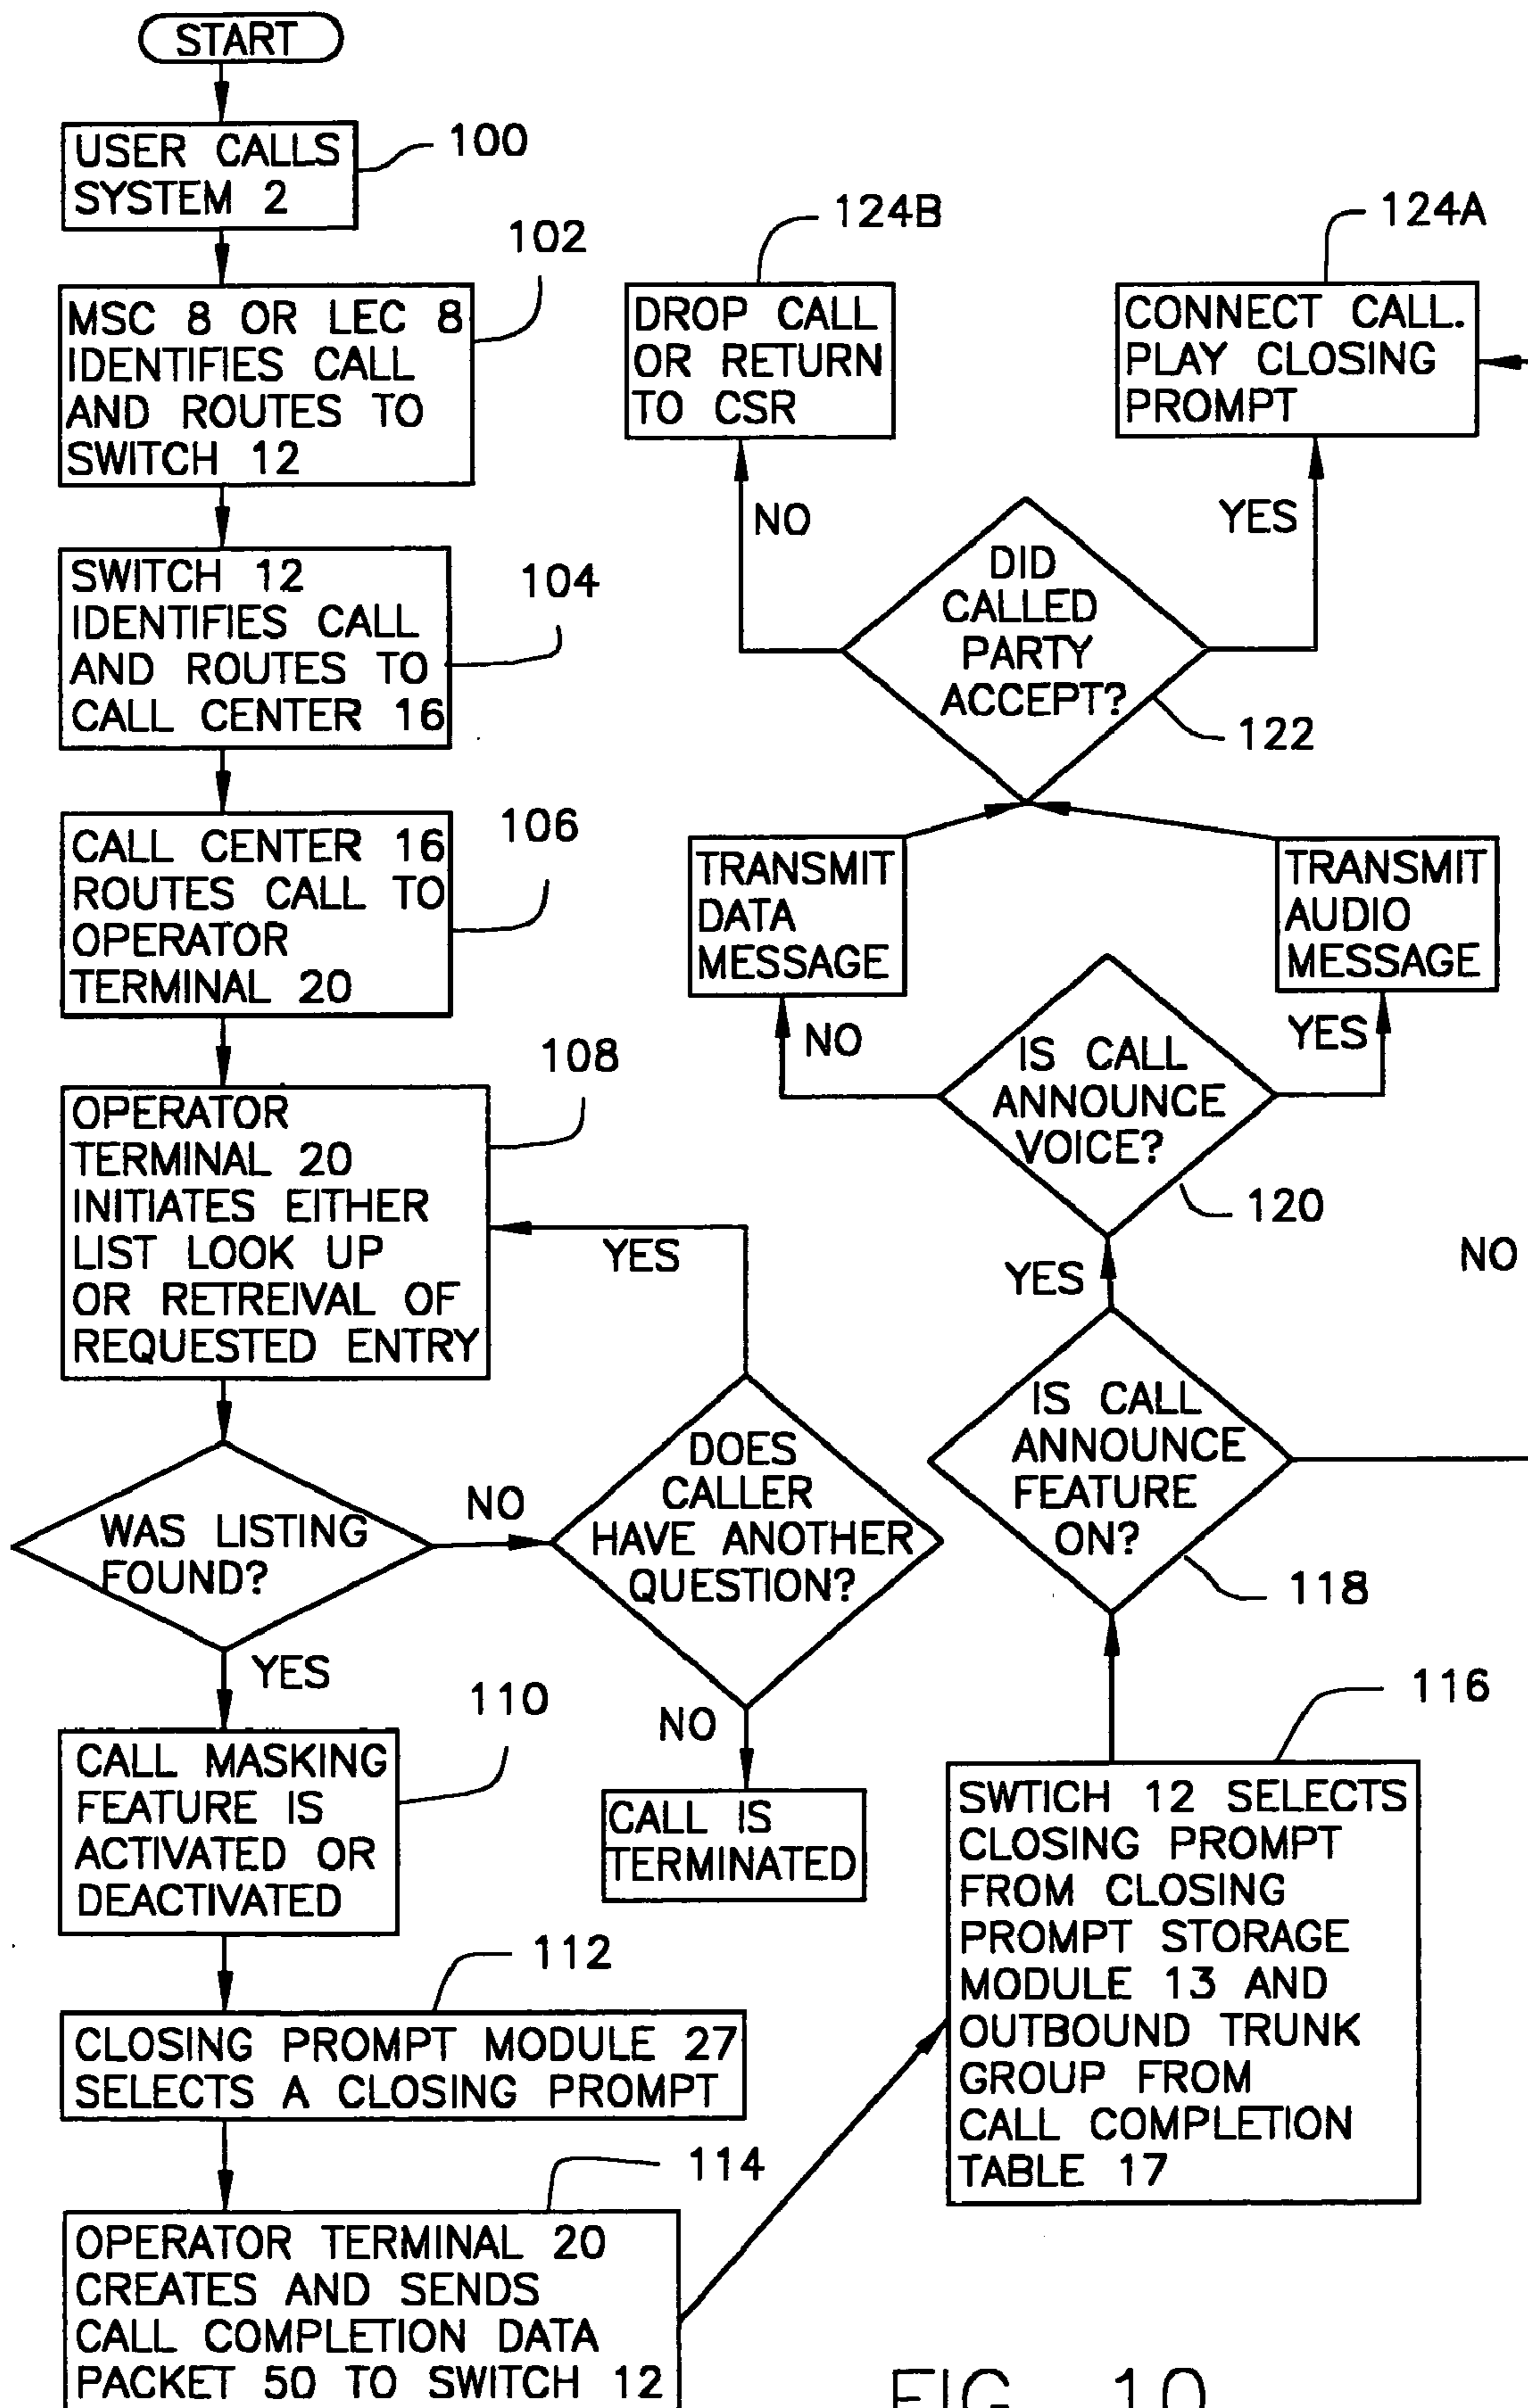 START
USER CALLS
SYSTEM 2
100
MSC 8 OR LEC 8
IDENTIFIES CALL
AND ROUTES TO
SWITCH 12
102
SWITCH 12
IDENTIFIES CALL
AND ROUTES TO
CALL CENTER 16
104
CALL CENTER 16
ROUTES CALL TO
OPERATOR
TERMINAL 20
106
OPERATOR
TERMINAL 20
INITIATES EITHER
LIST LOOK UP
OR RETREIVAL OF
REQUESTED ENTRY
108
WAS LISTING
FOUND?
NO
YES
DOES
CALLER
HAVE ANOTHER
QUESTION?
YES
NO
CALL IS
TERMINATED
CALL MASKING
FEATURE IS
ACTIVATED OR
DEACTIVATED
110
CLOSING PROMPT MODULE 27
SELECTS A CLOSING PROMPT
112
OPERATOR TERMINAL 20
CREATES AND SENDS
CALL COMPLETION DATA
PACKET 50 TO SWITCH 12
114
SWTICH 12 SELECTS
CLOSING PROMPT
FROM CLOSING
PROMPT STORAGE
MODULE 13 AND
OUTBOUND TRUNK
GROUP FROM
CALL COMPLETION
TABLE 17
116
IS CALL
ANNOUNCE
FEATURE
ON?
118
YES
NO
IS CALL
ANNOUNCE
VOICE?
120
NO
YES
TRANSMIT
DATA
MESSAGE
TRANSMIT
AUDIO
MESSAGE
DID
CALLED
PARTY
ACCEPT?
122
NO
YES
DROP CALL
OR RETURN
TO CSR
124B
CONNECT CALL.
PLAY CLOSING
PROMPT
124A
FIG. 10